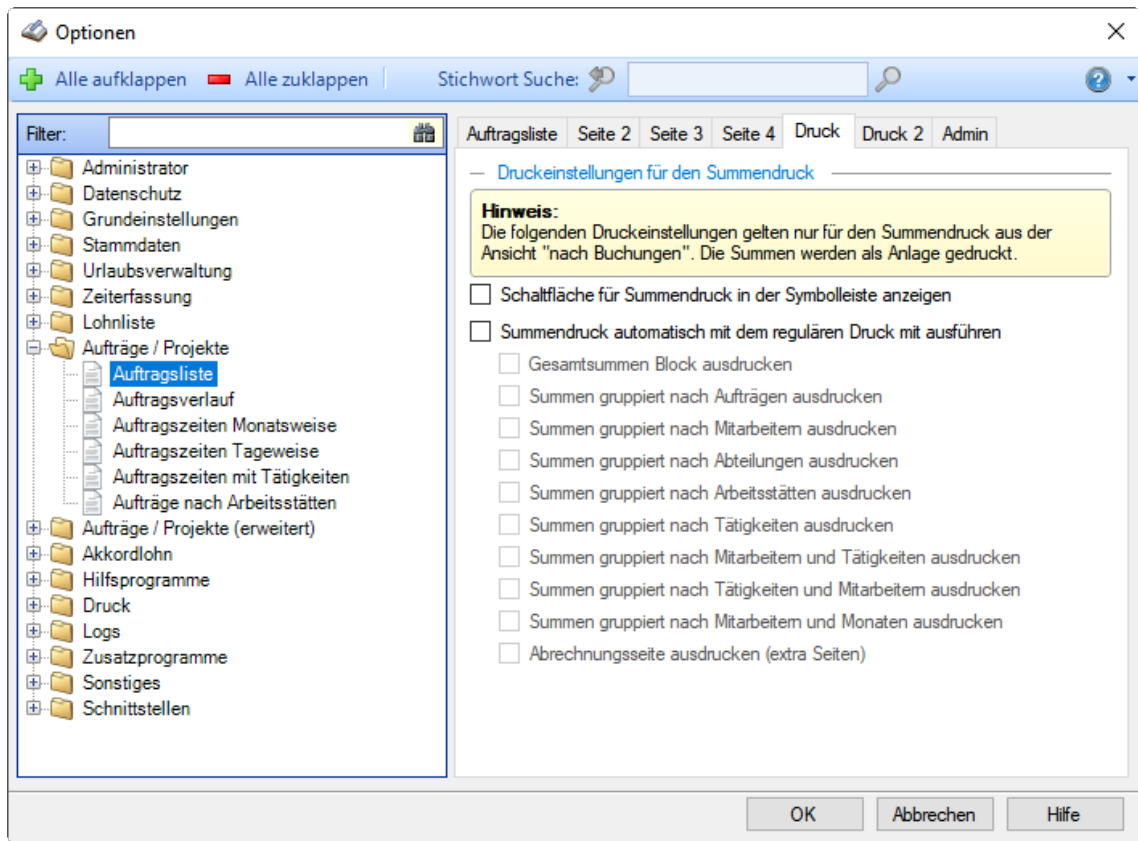 Optionen
Alle aufklappen Alle zuklappen Stichwort Suche:
Filter:
Administrator
Datenschutz
Grundeinstellungen
Stammdaten
Urlaubsverwaltung
Zeiterfassung
Lohnliste
Aufträge / Projekte
Auftragsliste
Auftragsverlauf
Auftragszeiten Monatsweise
Auftragszeiten Tageweise
Auftragszeiten mit Tätigkeiten
Aufträge nach Arbeitsstätten
Aufträge / Projekte (erweitert)
Akkordlohn
Hilfsprogramme
Druck
Logs
Zusatzprogramme
Sonstiges
Schnittstellen
Auftragsliste Seite 2 Seite 3 Seite 4 Druck Druck 2 Admin
Druckeinstellungen für den Summendruck
Hinweis:
Die folgenden Druckeinstellungen gelten nur für den Summendruck aus der
Ansicht "nach Buchungen". Die Summen werden als Anlage gedruckt.
Schaltfläche für Summendruck in der Symbolleiste anzeigen
Summendruck automatisch mit dem regulären Druck mit ausführen
Gesamtsummen Block ausdrucken
Summen gruppiert nach Aufträgen ausdrucken
Summen gruppiert nach Mitarbeitern ausdrucken
Summen gruppiert nach Abteilungen ausdrucken
Summen gruppiert nach Arbeitsstätten ausdrucken
Summen gruppiert nach Tätigkeiten ausdrucken
Summen gruppiert nach Mitarbeitern und Tätigkeiten ausdrucken
Summen gruppiert nach Tätigkeiten und Mitarbeitern ausdrucken
Summen gruppiert nach Mitarbeitern und Monaten ausdrucken
Abrechnungsseite ausdrucken (extra Seiten)
OK Abbrechen Hilfe